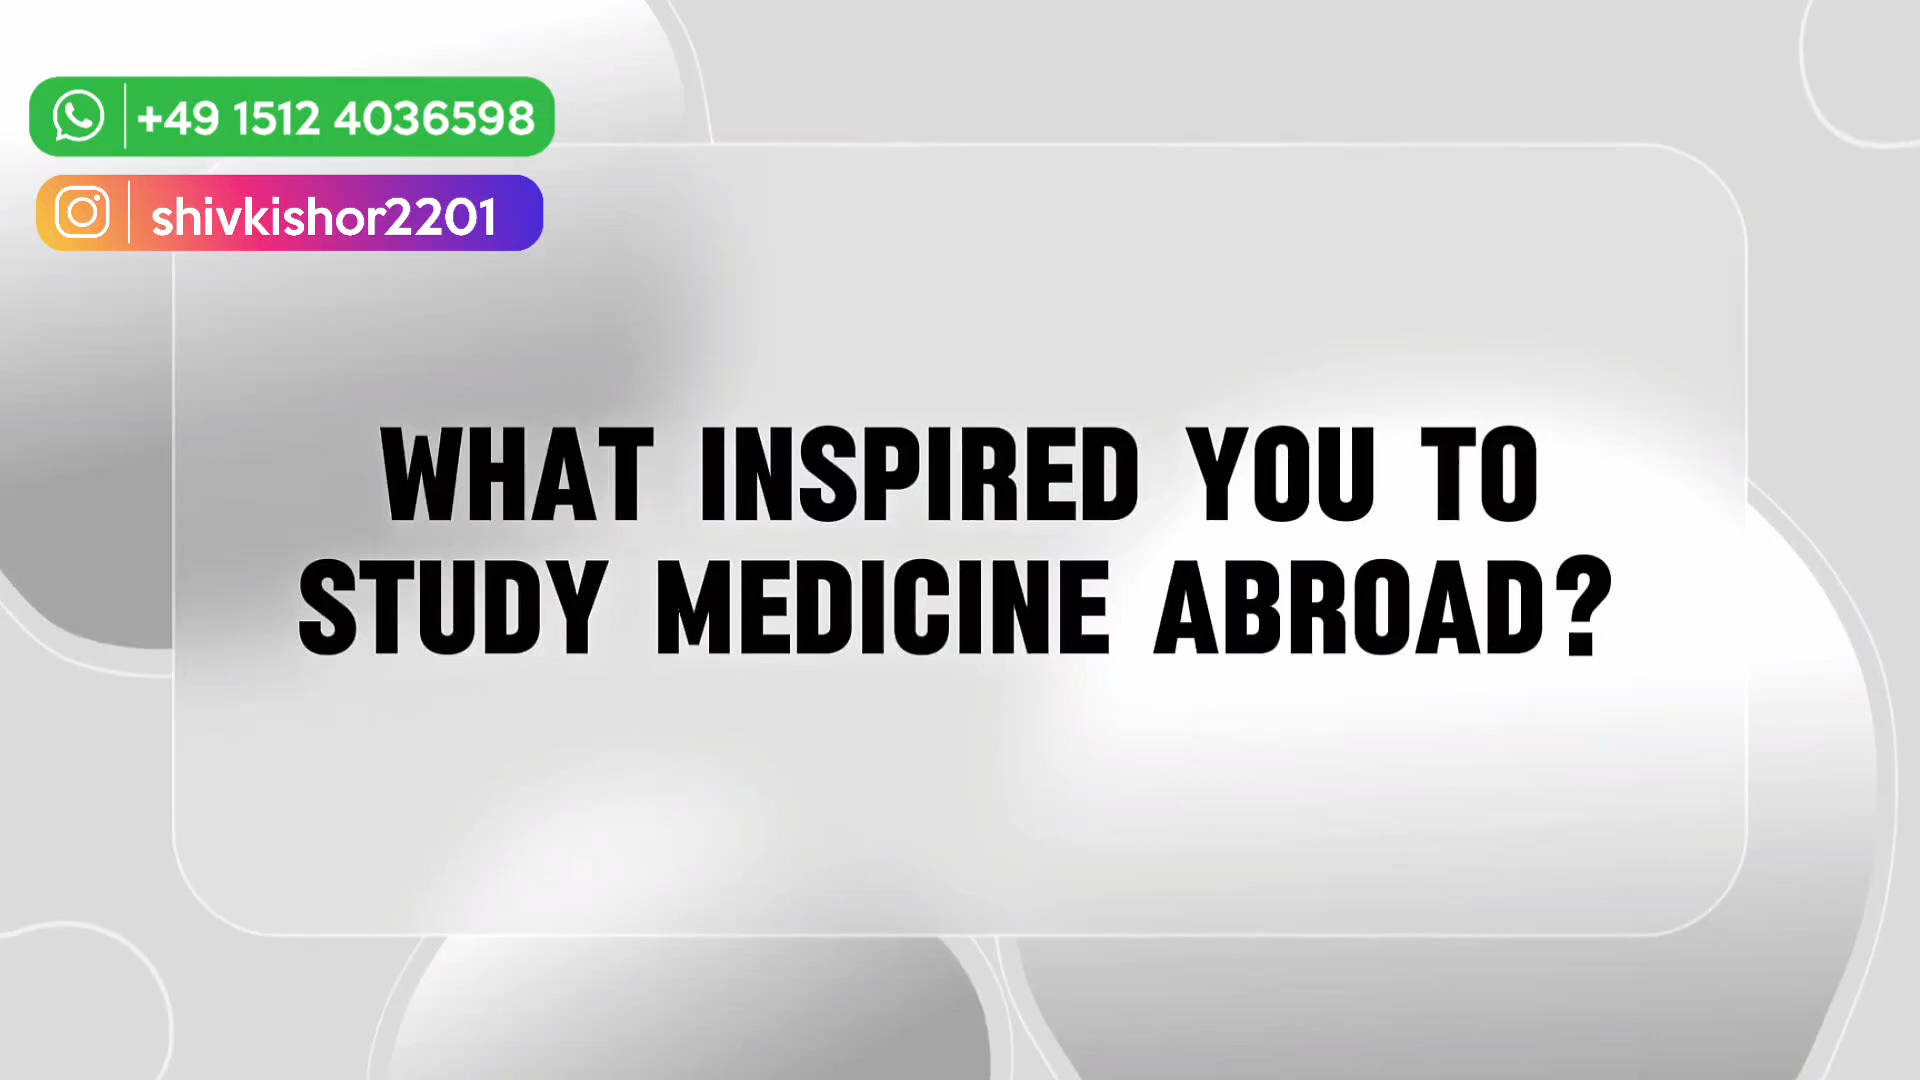 +49 1512 4036598
shivkishor2201
WHAT INSPIRED YOU TO
STUDY MEDICINE ABROAD?